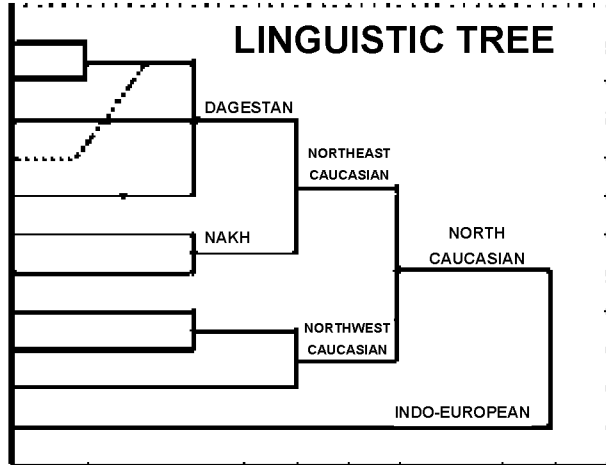 LINGUISTIC TREE
DAGESTAN
NORTHEAST
CAUCASIAN
NAKH
NORTH
CAUCASIAN
NORTHWEST
CAUCASIAN
INDO-EUROPEAN